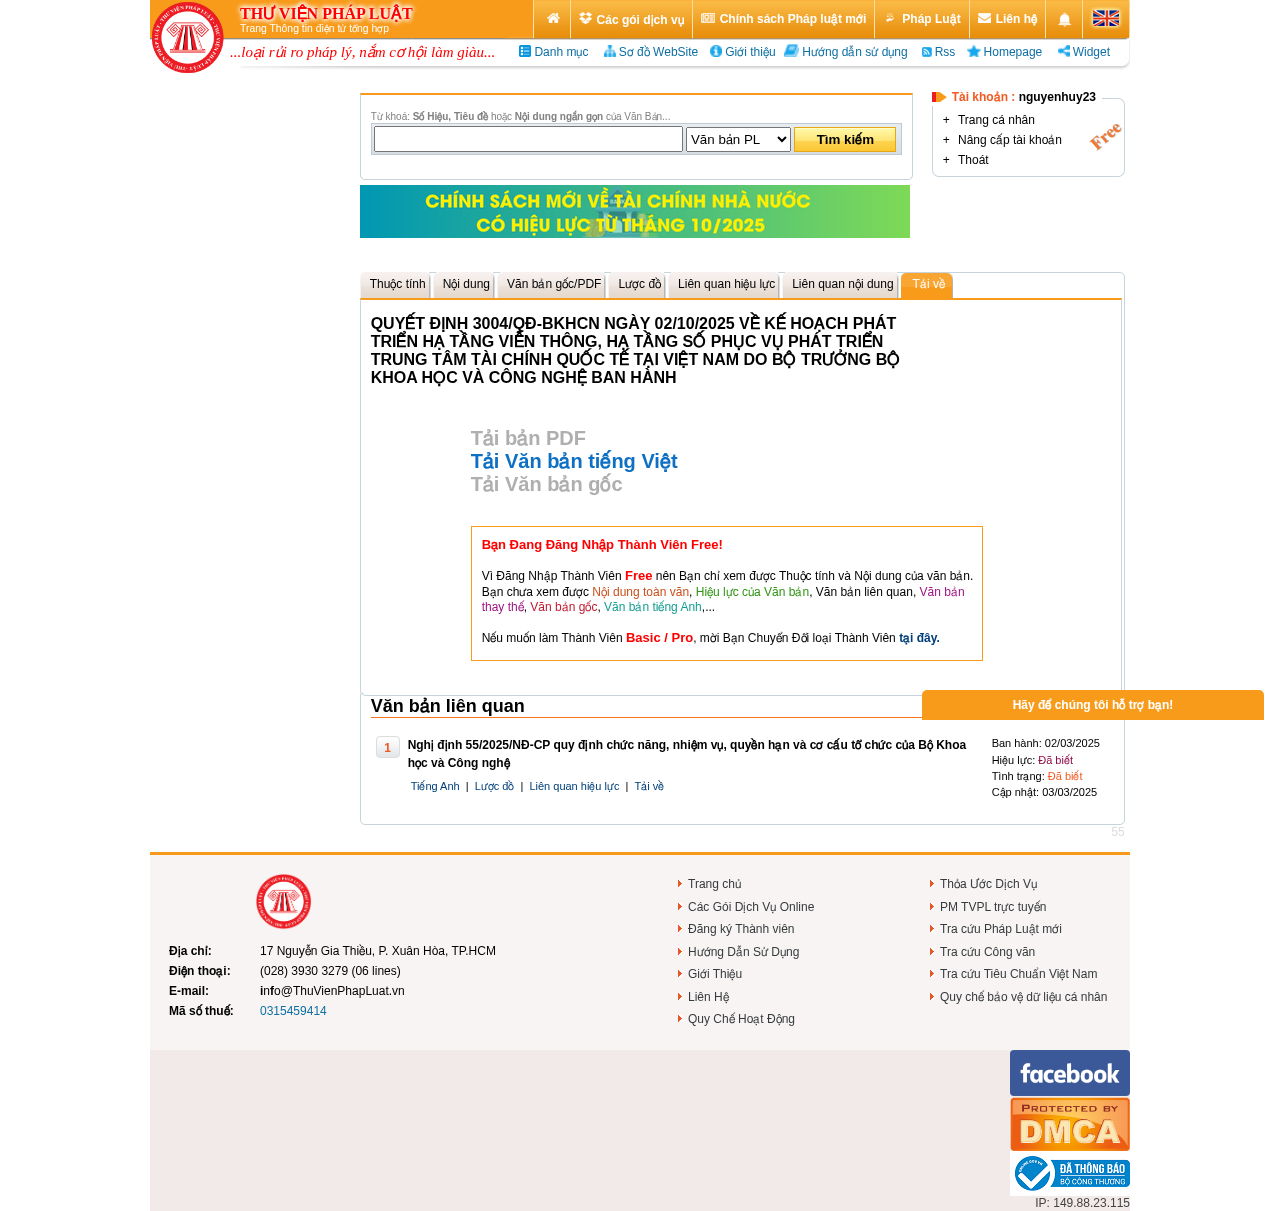 THƯ VIỆN PHÁP LUẬT
Trang Thông tin điện tử tổng hợp
Các gói dịch vụ
Chính sách Pháp luật mới
Pháp Luật
Liên hệ
...loại rủi ro pháp lý, nắm cơ hội làm giàu...
Danh mục
Sơ đồ WebSite
Giới thiệu
Hướng dẫn sử dụng
Rss
Homepage
Widget
Từ khoá: Số Hiệu, Tiêu đề hoặc Nội dung ngắn gọn của Văn Bản...
Văn bản PL
Tìm kiếm
Tài khoản : nguyenhuy23
+ Trang cá nhân
+ Nâng cấp tài khoản
+ Thoát
Free
CHÍNH SÁCH MỚI VỀ TÀI CHÍNH NHÀ NƯỚC
CÓ HIỆU LỰC TỪ THÁNG 10/2025
Thuộc tính
Nội dung
Văn bản gốc/PDF
Lược đồ
Liên quan hiệu lực
Liên quan nội dung
Tải về
QUYẾT ĐỊNH 3004/QĐ-BKHCN NGÀY 02/10/2025 VỀ KẾ HOẠCH PHÁT
TRIỂN HẠ TẦNG VIỄN THÔNG, HẠ TẦNG SỐ PHỤC VỤ PHÁT TRIỂN
TRUNG TÂM TÀI CHÍNH QUỐC TẾ TẠI VIỆT NAM DO BỘ TRƯỞNG BỘ
KHOA HỌC VÀ CÔNG NGHỆ BAN HÀNH
Tải bản PDF
Tải Văn bản tiếng Việt
Tải Văn bản gốc
Bạn Đang Đăng Nhập Thành Viên Free!
Vì Đăng Nhập Thành Viên Free nên Bạn chỉ xem được Thuộc tính và Nội dung của văn bản.
Bạn chưa xem được Nội dung toàn văn, Hiệu lực của Văn bản, Văn bản liên quan, Văn bản
thay thế, Văn bản gốc, Văn bản tiếng Anh,...
Nếu muốn làm Thành Viên Basic / Pro, mời Bạn Chuyển Đổi loại Thành Viên tại đây.
Văn bản liên quan
Hãy để chúng tôi hỗ trợ bạn!
1
Nghị định 55/2025/NĐ-CP quy định chức năng, nhiệm vụ, quyền hạn và cơ cấu tổ chức của Bộ Khoa
học và Công nghệ
Tiếng Anh | Lược đồ | Liên quan hiệu lực | Tải về
Ban hành: 02/03/2025
Hiệu lực: Đã biết
Tình trạng: Đã biết
Cập nhật: 03/03/2025
55
Địa chỉ: 17 Nguyễn Gia Thiều, P. Xuân Hòa, TP.HCM
Điện thoại: (028) 3930 3279 (06 lines)
E-mail: info@ThuVienPhapLuat.vn
Mã số thuế: 0315459414
Trang chủ
Các Gói Dịch Vụ Online
Đăng ký Thành viên
Hướng Dẫn Sử Dụng
Giới Thiệu
Liên Hệ
Quy Chế Hoạt Động
Thỏa Ước Dịch Vụ
PM TVPL trực tuyến
Tra cứu Pháp Luật mới
Tra cứu Công văn
Tra cứu Tiêu Chuẩn Việt Nam
Quy chế bảo vệ dữ liệu cá nhân
facebook
PROTECTED BY
DMCA
ĐÃ THÔNG BÁO
BỘ CÔNG THƯƠNG
IP: 149.88.23.115